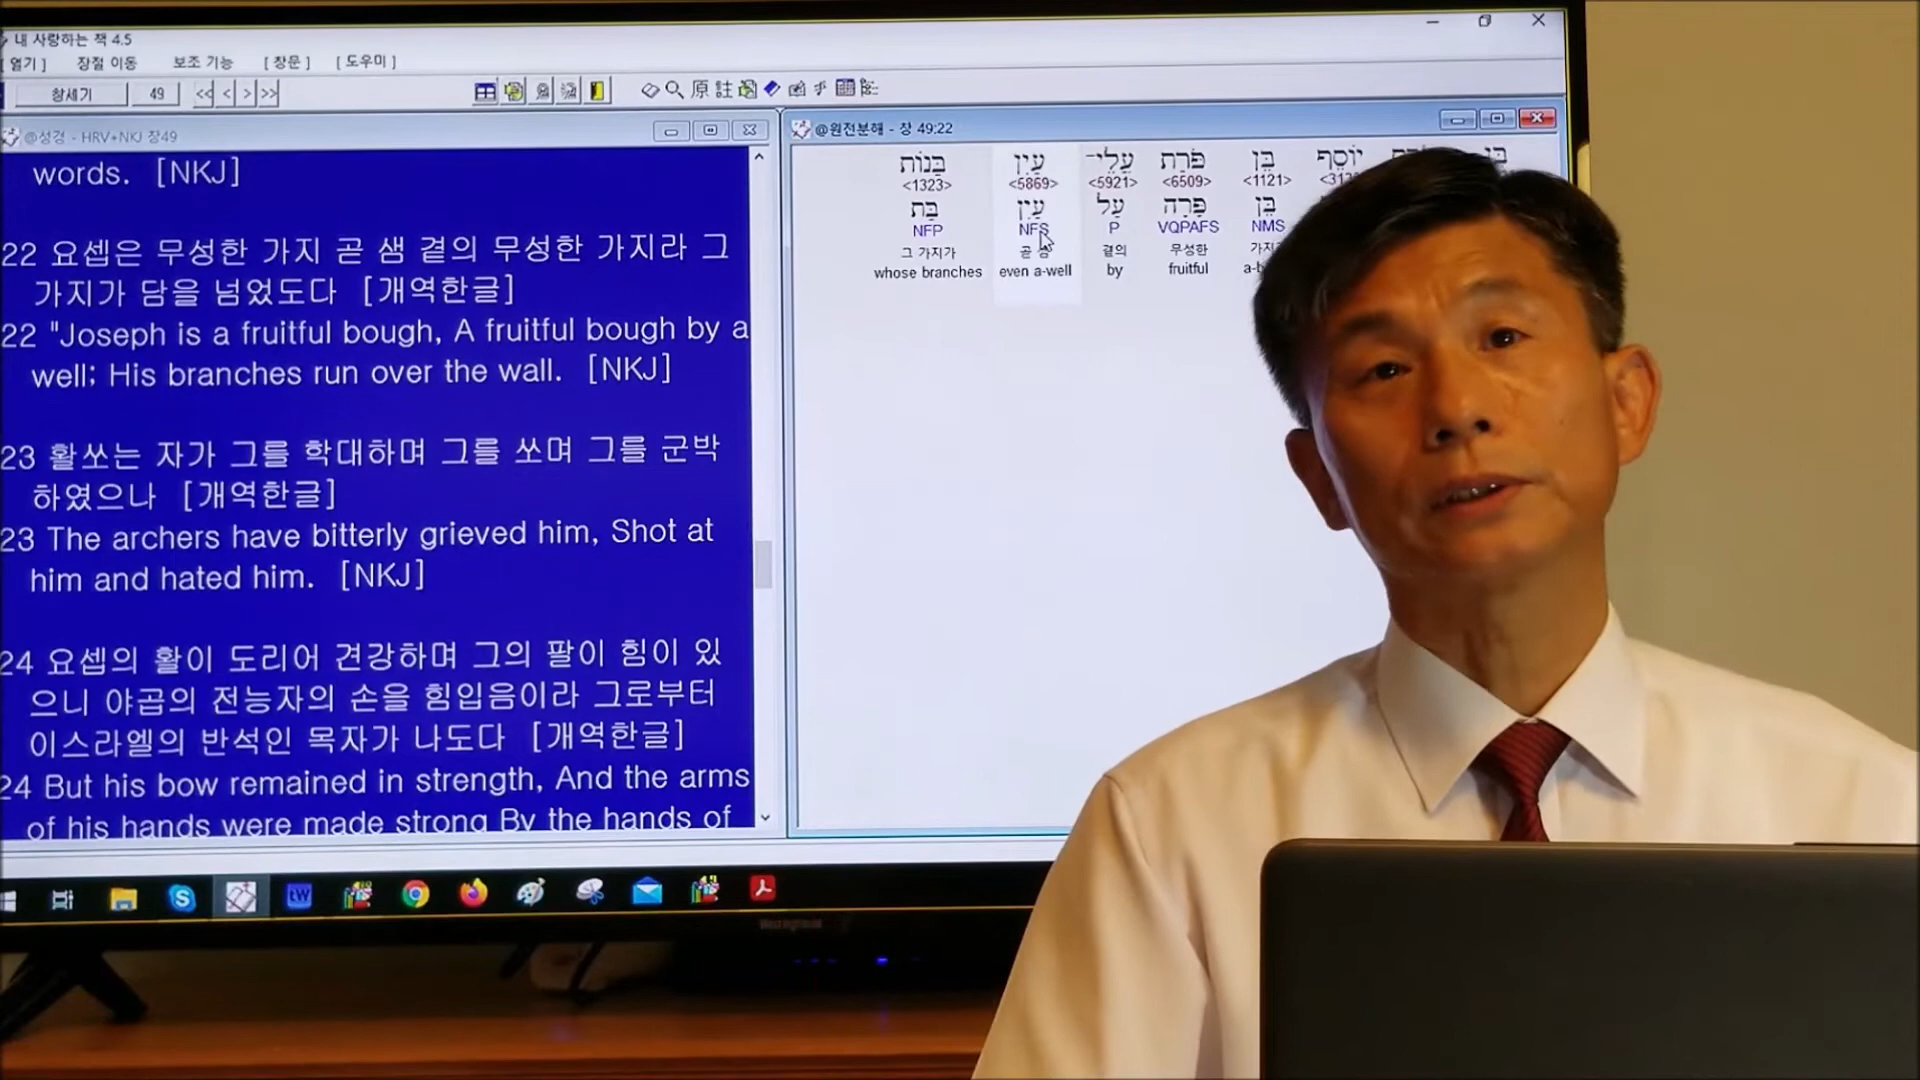 내 사랑하는 책 4.5
열기 ] 장절 이동 보조 기능 [ 창문 ] [ 도우미 ]
창세기 49 << < > >> 原 註
@성경 - HRV+NKJ 창49
words. [NKJ]
22 요셉은 무성한 가지 곧 샘 곁의 무성한 가지라 그
가지가 담을 넘었도다 [개역한글]
22 "Joseph is a fruitful bough, A fruitful bough by a
well; His branches run over the wall. [NKJ]
23 활쏘는 자가 그를 학대하며 그를 쏘며 그를 군박
하였으나 [개역한글]
23 The archers have bitterly grieved him, Shot at
him and hated him. [NKJ]
24 요셉의 활이 도리어 견강하며 그의 팔이 힘이 있
으니 야곱의 전능자의 손을 힘입음이라 그로부터
이스라엘의 반석인 목자가 나도다 [개역한글]
24 But his bow remained in strength, And the arms
of his hands were made strong By the hands of
@원전분해 - 창 49:22
בָּנוֹת עַיִן עֲלֵי־ פֹּרָת בֵּן יוֹסֵף
<1323> <5869> <5921> <6509> <1121>
בַּת עַיִן עַל פָּרָה בֵּן
NFP NFS P VQPAFS NMS
그 가지가 곧 샘 곁의 무성한
whose branches even a-well by fruitful
Westinghouse